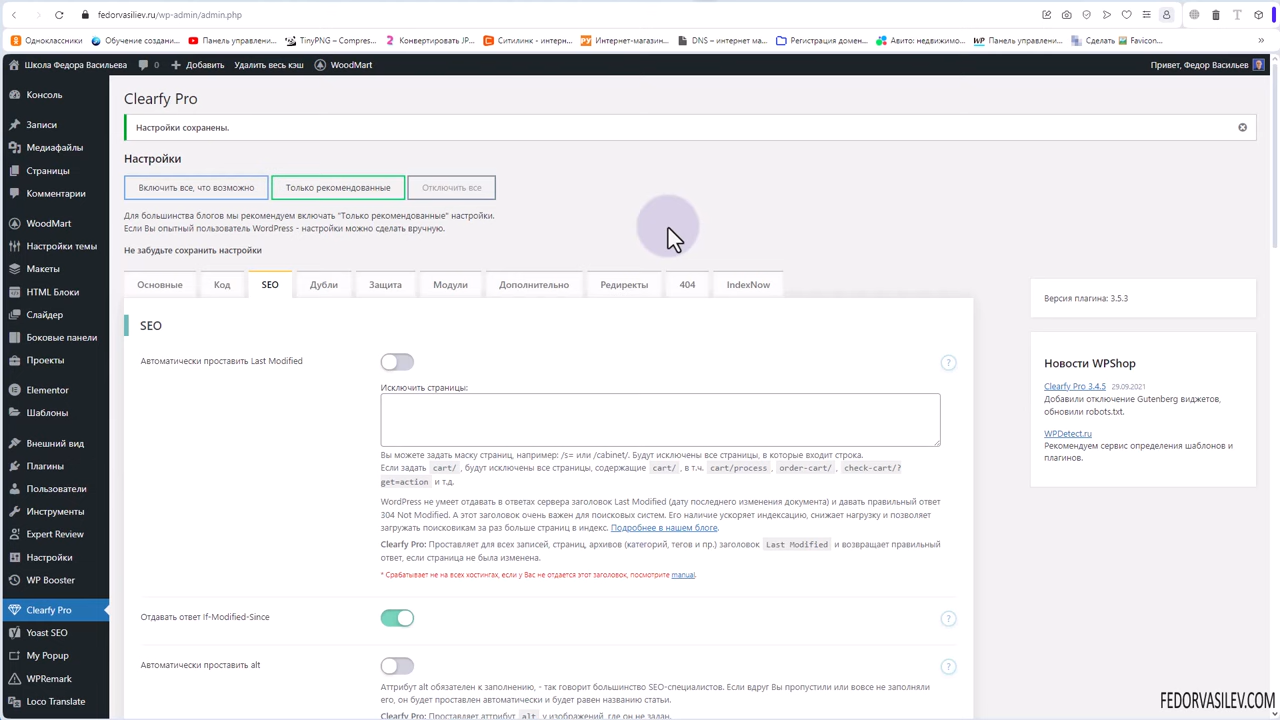 fedorvasiliev.ru/wp-admin/admin.php
Одноклассники
Обучение создани...
Панель управлени...
TinyPNG – Compres...
Конвертировать JP...
Ситилинк - интерн...
Интернет-магазин...
DNS – интернет ма...
Регистрация домен...
Авито: недвижимо...
Панель управлени...
Сделать
Favicon...
»
Школа Федора Васильева
0
Добавить
Удалить весь кэш
WoodMart
Привет, Федор Васильев
Консоль
Записи
Медиафайлы
Страницы
Комментарии
WoodMart
Настройки темы
Макеты
HTML Блоки
Слайдер
Боковые панели
Проекты
Elementor
Шаблоны
Внешний вид
Плагины
Пользователи
Инструменты
Expert Review
Настройки
WP Booster
Clearfy Pro
Yoast SEO
My Popup
WPRemark
Loco Translate
Clearfy Pro
Настройки сохранены.
Настройки
Включить все, что возможно
Только рекомендованные
Отключить все
Для большинства блогов мы рекомендуем включать "Только рекомендованные" настройки.
Если Вы опытный пользователь WordPress - настройки можно сделать вручную.
Не забудьте сохранить настройки
Основные
Код
SEO
Дубли
Защита
Модули
Дополнительно
Редиректы
404
IndexNow
SEO
Автоматически проставить Last Modified
?
Исключить страницы:
Вы можете задать маску страниц, например: /s= или /cabinet/. Будут исключены все страницы, в которые входит строка.
Если задать cart/ , будут исключены все страницы, содержащие cart/ , в т.ч. cart/process , order-cart/ , check-cart/?
get=action и т.д.
WordPress не умеет отдавать в ответах сервера заголовок Last Modified (дату последнего изменения документа) и давать правильный ответ
304 Not Modified. А этот заголовок очень важен для поисковых систем. Его наличие ускоряет индексацию, снижает нагрузку и позволяет
загружать поисковикам за раз больше страниц в индекс. Подробнее в нашем блоге.
Clearfy Pro: Проставляет для всех записей, страниц, архивов (категорий, тегов и пр.) заголовок Last Modified и возвращает правильный
ответ, если страница не была изменена.
* Срабатывает не на всех хостингах, если у Вас не отдается этот заголовок, посмотрите manual.
Отдавать ответ If-Modified-Since
?
Автоматически проставить alt
?
Аттрибут alt обязателен к заполнению, - так говорит большинство SEO-специалистов. Если вдруг Вы пропустили или вовсе не заполняли
его, он будет проставлен автоматически и будет равен названию статьи.
Clearfy Pro: Проставляет аттрибут alt у изображений, где он не задан.
Версия плагина: 3.5.3
Новости WPShop
Clearfy Pro 3.4.5 29.09.2021
Добавили отключение Gutenberg виджетов,
обновили robots.txt.
WPDetect.ru
Рекомендуем сервис определения шаблонов и
плагинов.
FEDORVASILEV.COM